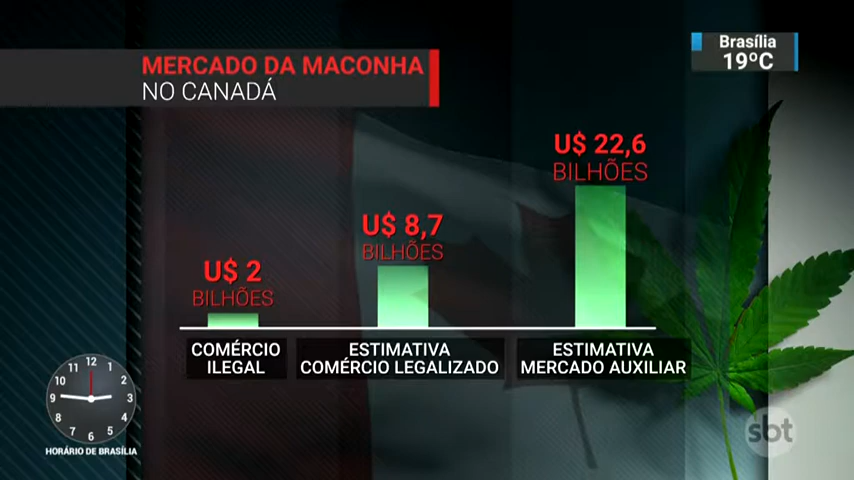 MERCADO DA MACONHA
NO CANADÁ
Brasília
19ºC
U$ 22,6
BILHÕES
U$ 8,7
BILHÕES
U$ 2
BILHÕES
COMÉRCIO
ILEGAL
ESTIMATIVA
COMÉRCIO LEGALIZADO
ESTIMATIVA
MERCADO AUXILIAR
12
1
2
3
4
5
6
7
8
9
10
11
HORÁRIO DE BRASÍLIA
sbt